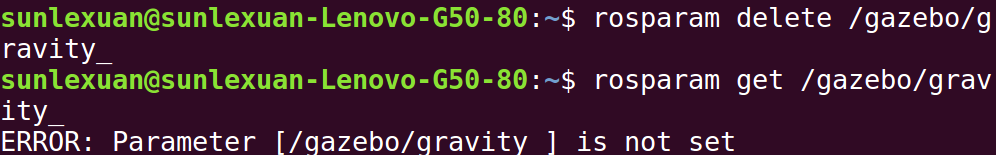 sunlexuan@sunlexuan-Lenovo-G50-80:~$ rosparam delete /gazebo/g
ravity_
sunlexuan@sunlexuan-Lenovo-G50-80:~$ rosparam get /gazebo/grav
ity_
ERROR: Parameter [/gazebo/gravity_] is not set